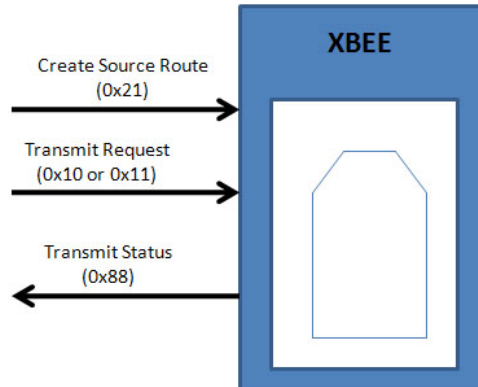 XBEE
Create Source Route
(0x21)
Transmit Request
(0x10 or 0x11)
Transmit Status
(0x88)